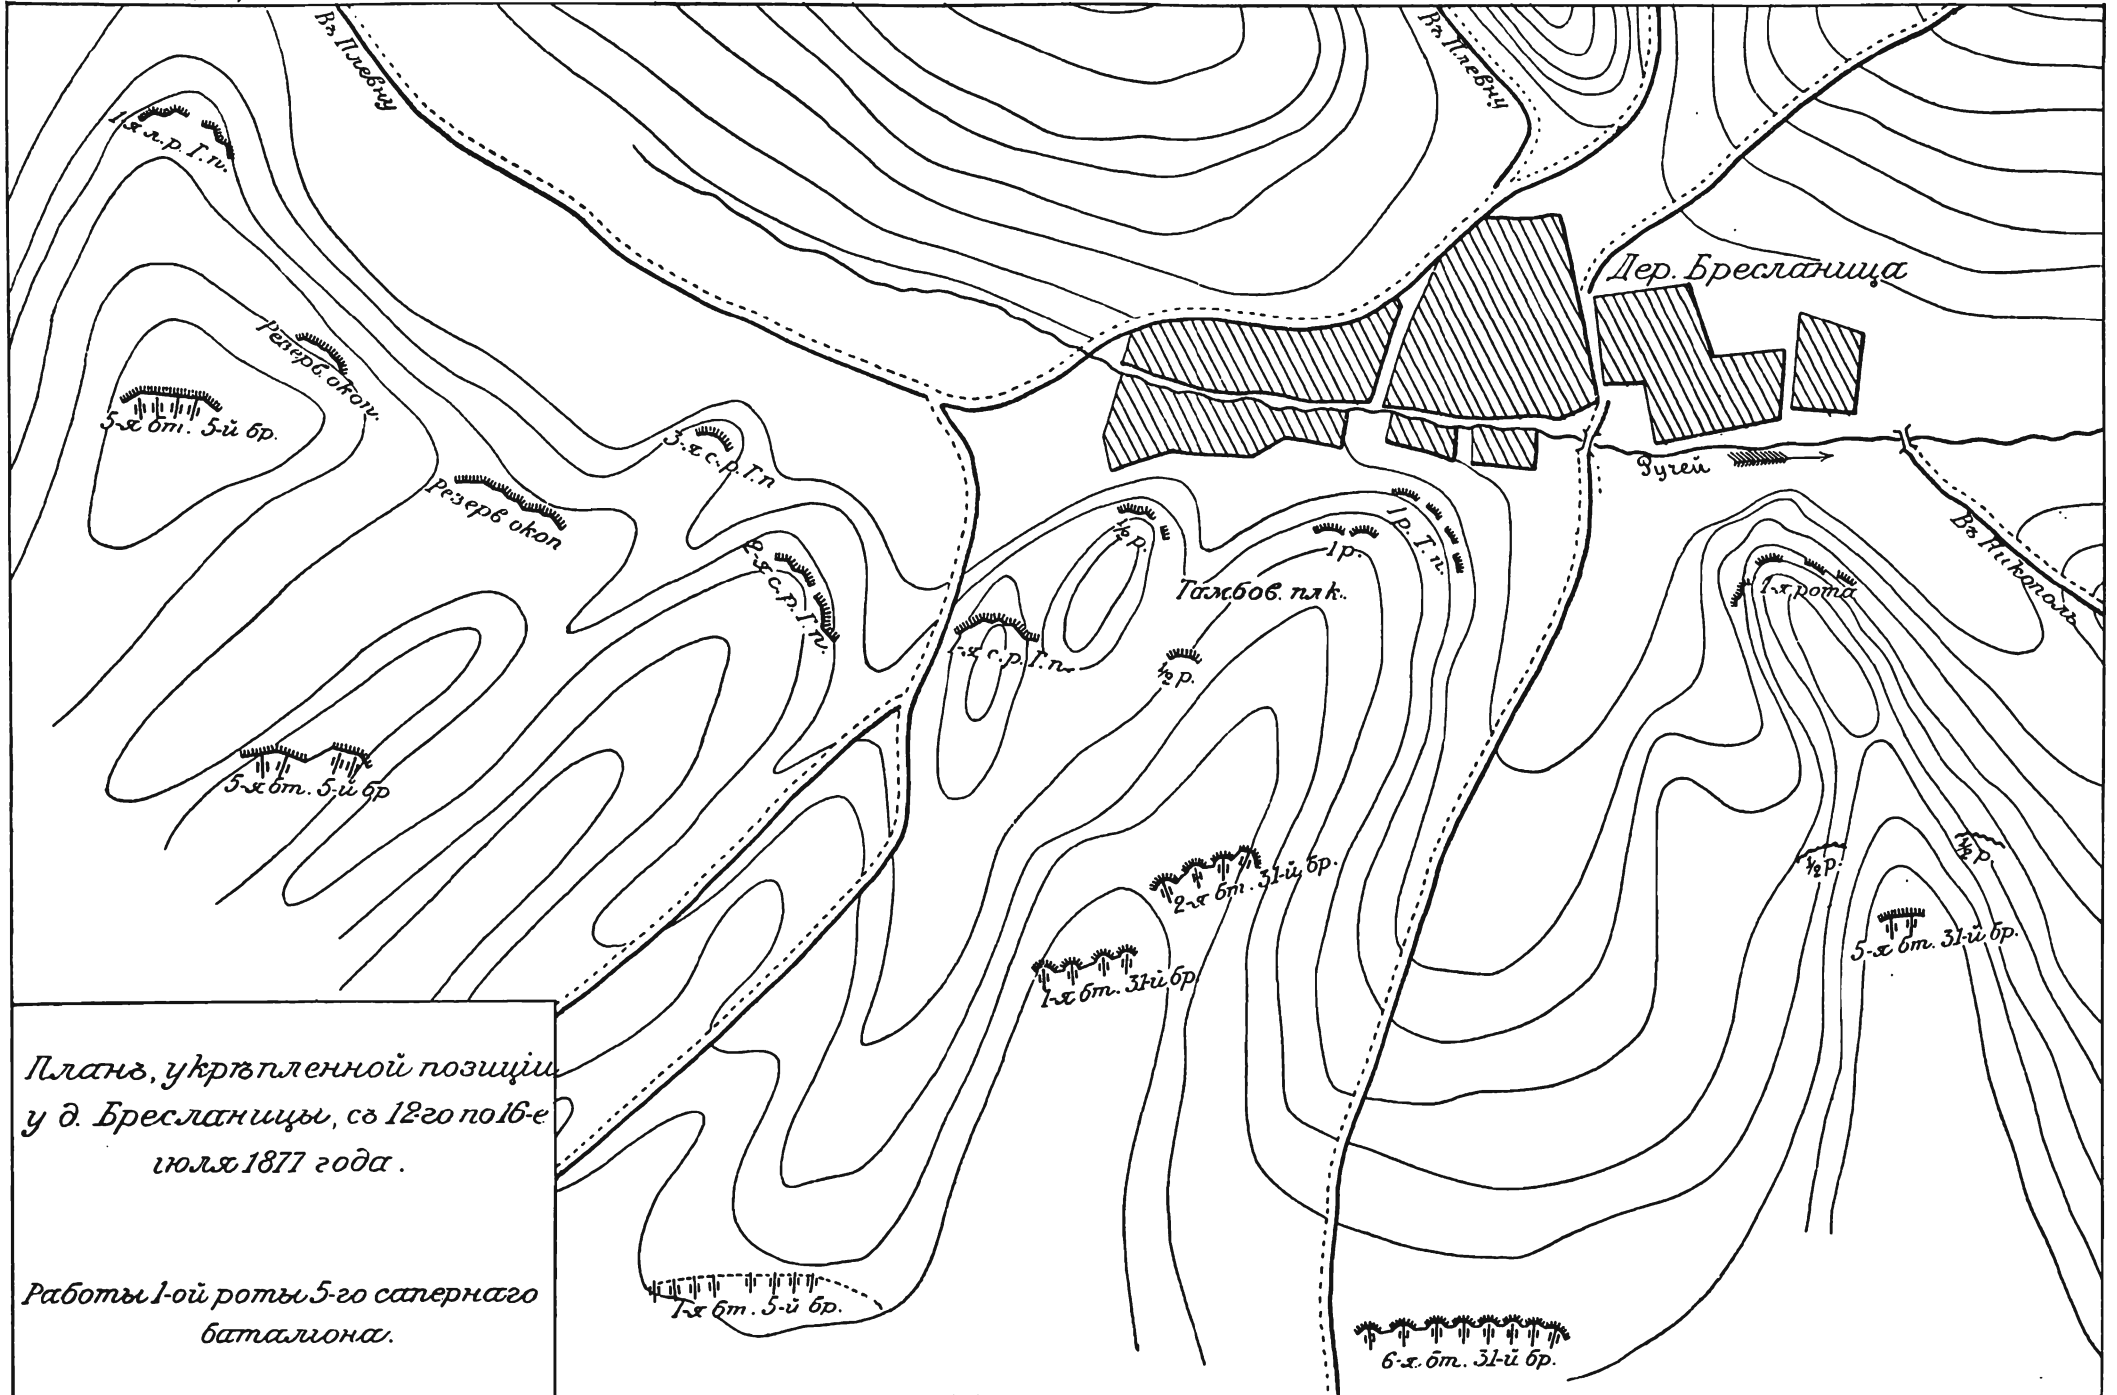 Въ Плевну
Въ Плевну
1-я л. р. Г. п.
Дер. Бресланица
Резерв. окоп.
5-я бт. 5-й бр.
3-я с. р. Г. п
Ручей
Резерв окоп
Въ Никополь
½ р.
1 р. Т. п.
1 р.
2-я с. р. Г. п.
Тамбов. плк.
1-я рота
1-я с. р. Г. п.
½ р.
5-я бт. 5-й бр
½ р.
½ р.
2-я бт. 31-й бр.
5-я бт. 31-й бр.
1-я бт. 31-й бр.
Планъ, укрѣпленной позиціи
у д. Бресланицы, съ 12-го по 16-е
іюля 1877 года.
Работы 1-ой роты 5-го сапернаго
баталіона.
1-я бт. 5-й бр.
6-я. бт. 31-й бр.